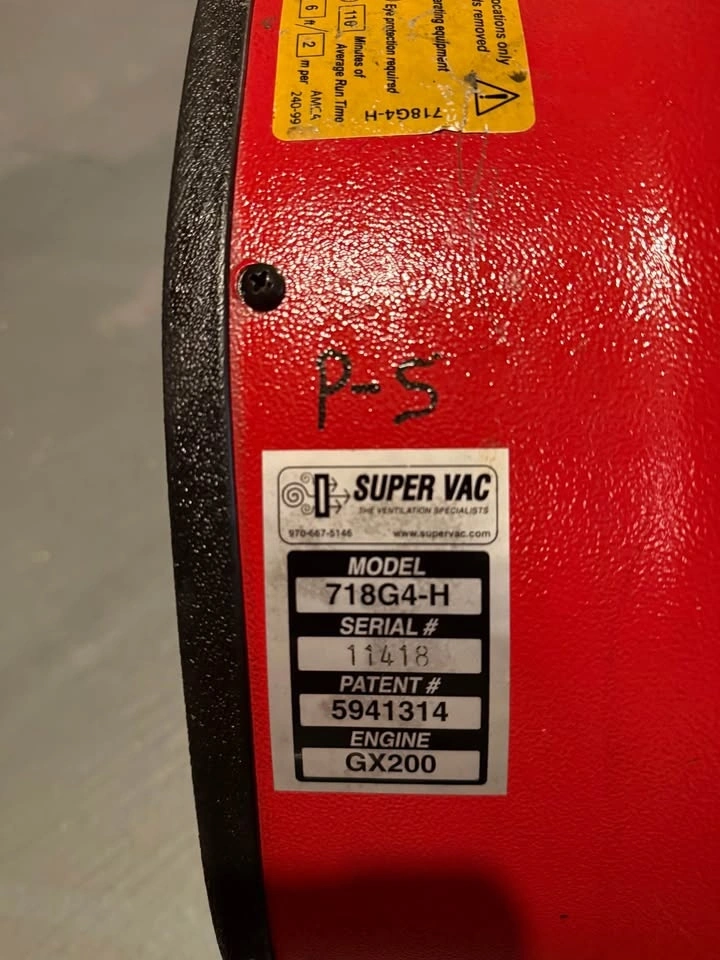 ocations only
removed
equipment
Eye protection required
116 Minutes of
Average Run Time
6 ft/ 2 m per AMCA
240-99
718G4-H
P-5
SUPER VAC
THE VENTILATION SPECIALISTS
970-667-5146 www.supervac.com
MODEL
718G4-H
SERIAL #
11418
PATENT #
5941314
ENGINE
GX200